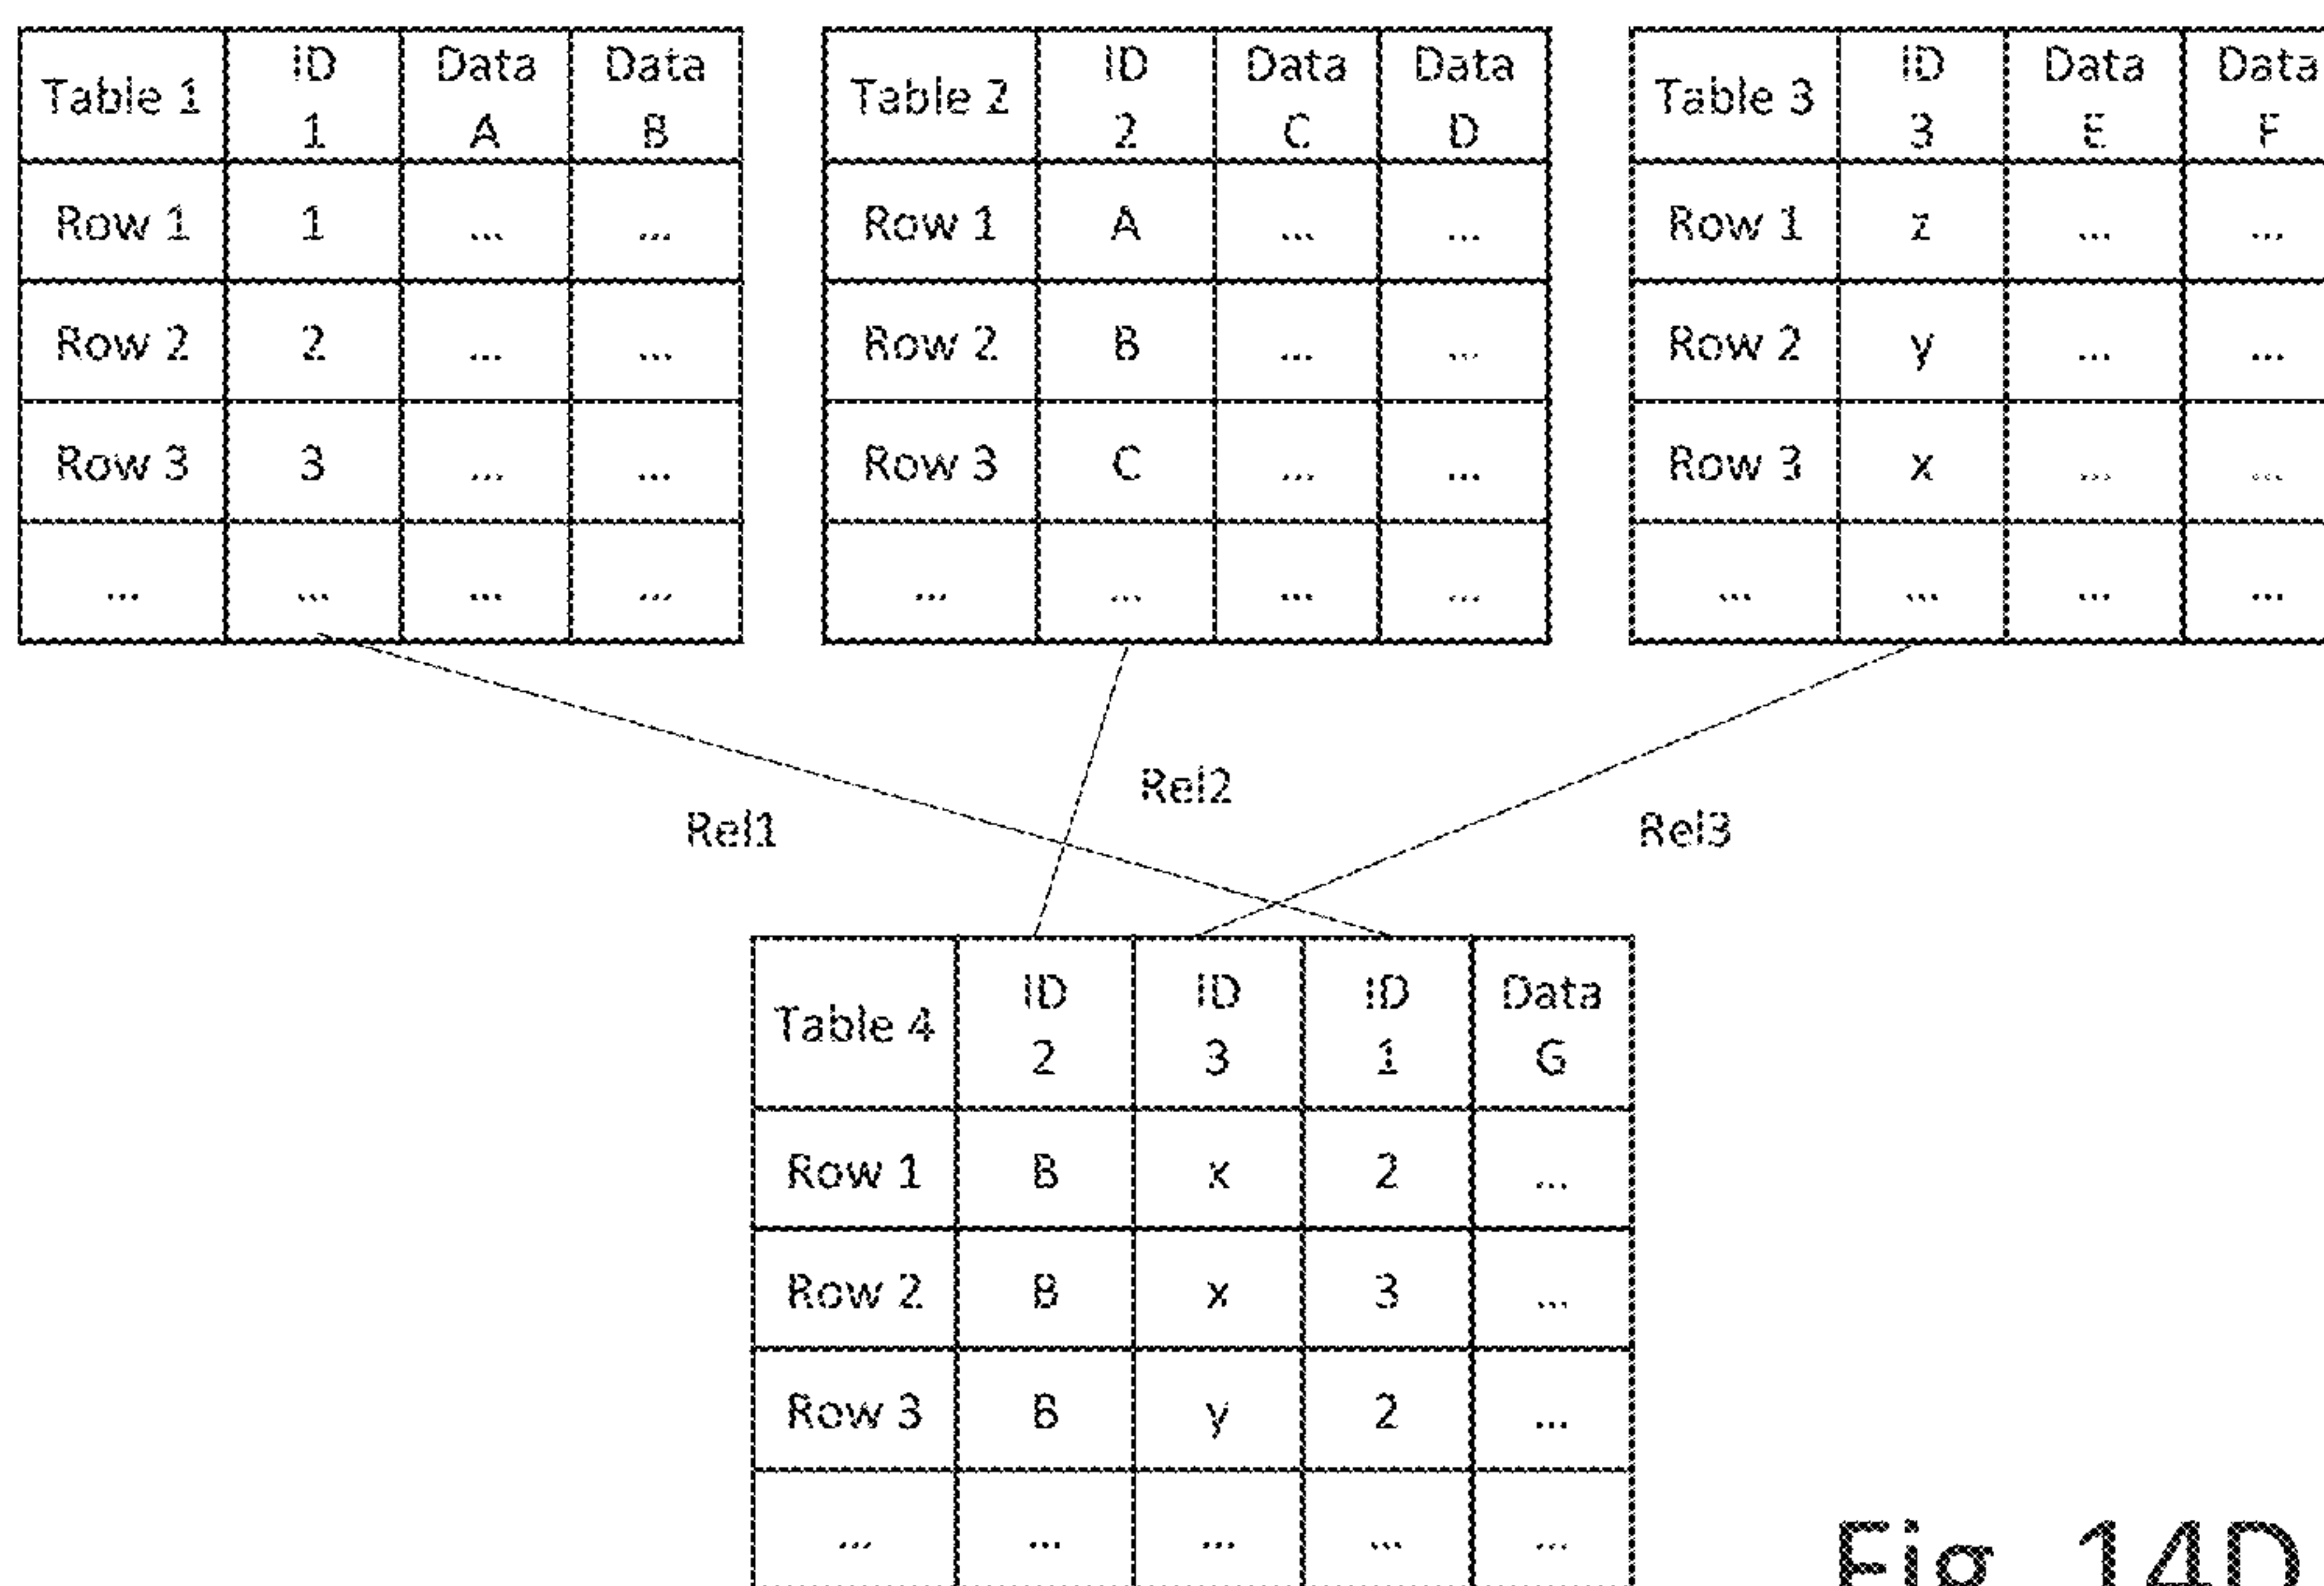 Table 1 ID 1 Data A Data B
Row 1 1 ... ...
Row 2 2 ... ...
Row 3 3 ... ...
... ... ... ...
Table 2 ID 2 Data C Data D
Row 1 A ... ...
Row 2 B ... ...
Row 3 C ... ...
... ... ... ...
Table 3 ID 3 Data E Data F
Row 1 z ... ...
Row 2 y ... ...
Row 3 x ... ...
... ... ... ...
Rel1
Rel2
Rel3
Table 4 ID 2 ID 3 ID 1 Data G
Row 1 B x 2 ...
Row 2 B x 3 ...
Row 3 B y 2 ...
... ... ... ... ...
Fig. 14D